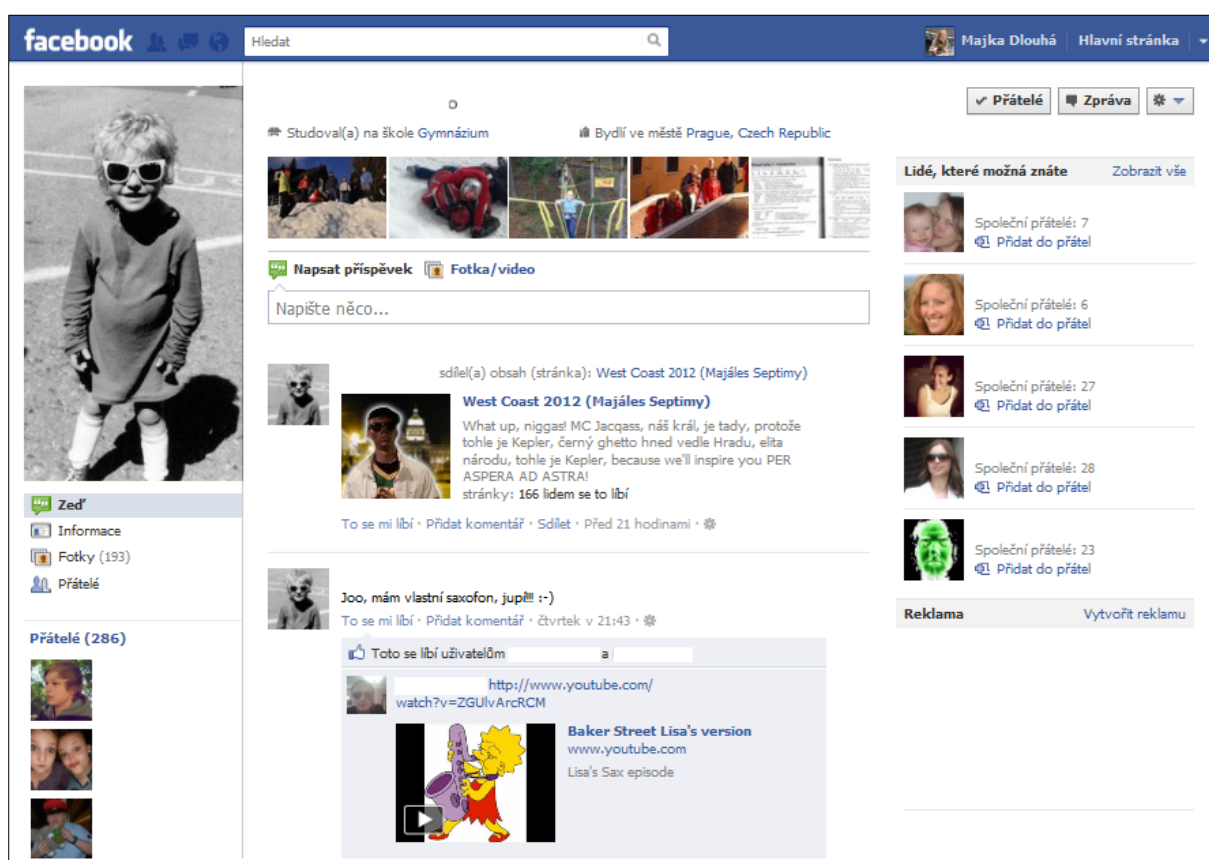 facebook
Hledat
Majka Dlouhá
Hlavní stránka
Přátelé
Zpráva
Studoval(a) na škole Gymnázium
Bydlí ve městě Prague, Czech Republic
Napsat příspěvek
Fotka/video
Napište něco...
sdílel(a) obsah (stránka): West Coast 2012 (Majáles Septimy)
West Coast 2012 (Majáles Septimy)
What up, niggas! MC Jacqass, náš král, je tady, protože
tohle je Kepler, černý ghetto hned vedle Hradu, elita
národu, tohle je Kepler, because we'll inspire you PER
ASPERA AD ASTRA!
stránky: 166 lidem se to líbí
To se mi líbí · Přidat komentář · Sdílet · Před 21 hodinami ·
Joo, mám vlastní saxofon, jupí!!! :-)
To se mi líbí · Přidat komentář · čtvrtek v 21:43 ·
Toto se líbí uživatelům a
http://www.youtube.com/
watch?v=ZGUlvArcRCM
Baker Street Lisa's version
www.youtube.com
Lisa's Sax episode
Zeď
Informace
Fotky (193)
Přátelé
Přátelé (286)
Lidé, které možná znáte
Zobrazit vše
Společní přátelé: 7
Přidat do přátel
Společní přátelé: 6
Přidat do přátel
Společní přátelé: 27
Přidat do přátel
Společní přátelé: 28
Přidat do přátel
Společní přátelé: 23
Přidat do přátel
Reklama
Vytvořit reklamu